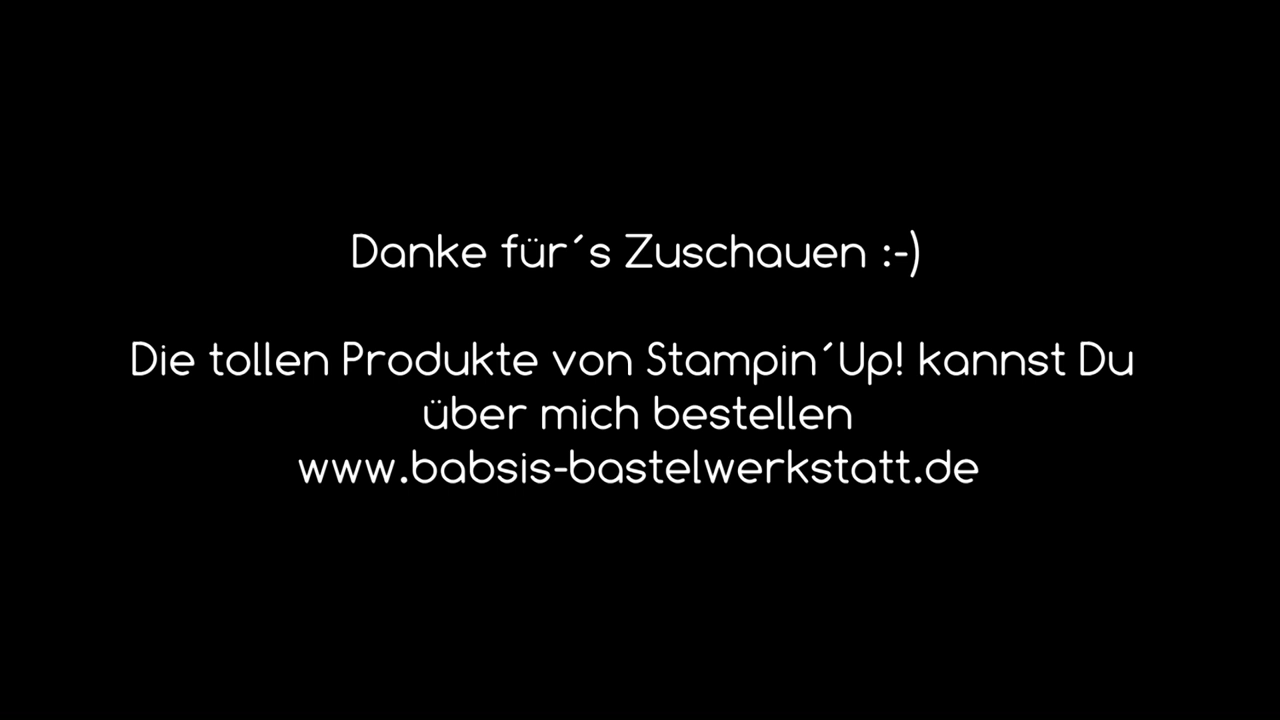 Danke für´s Zuschauen :-)
Die tollen Produkte von Stampin´Up! kannst Du
über mich bestellen
www.babsis-bastelwerkstatt.de